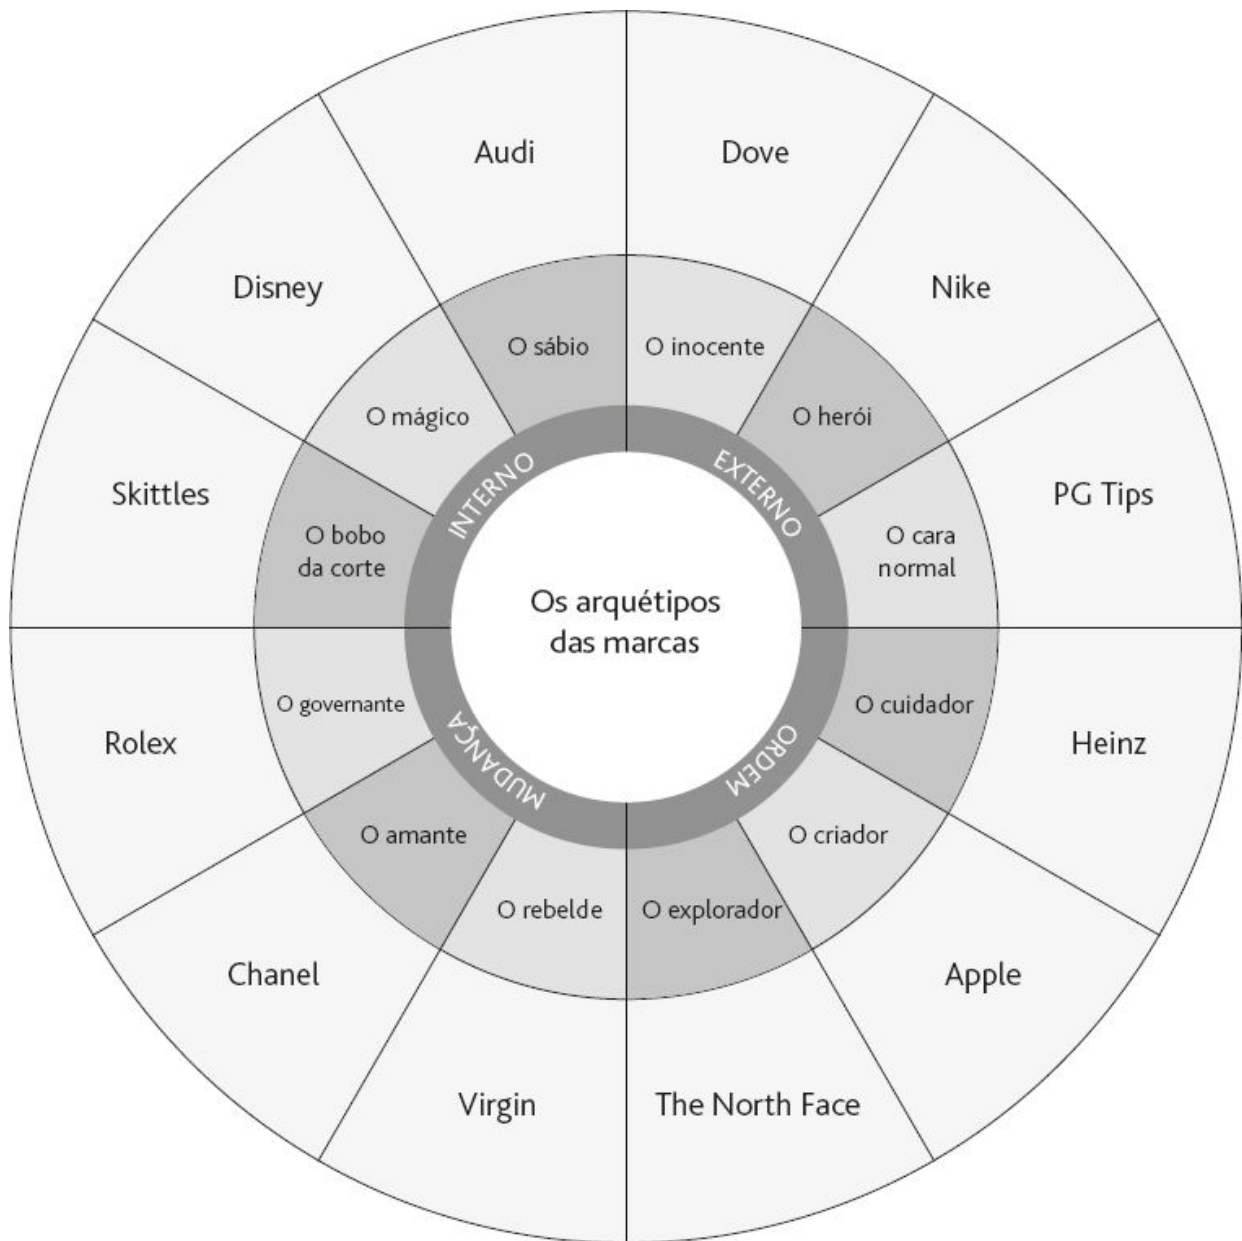 Audi
Dove
Disney
Nike
O sábio
O inocente
O mágico
O herói
INTERNO
EXTERNO
Skittles
PG Tips
O bobo
da corte
O cara
normal
Os arquétipos
das marcas
O governante
O cuidador
Rolex
Heinz
MUDANÇA
ORDEM
O amante
O criador
O rebelde
O explorador
Chanel
Apple
Virgin
The North Face